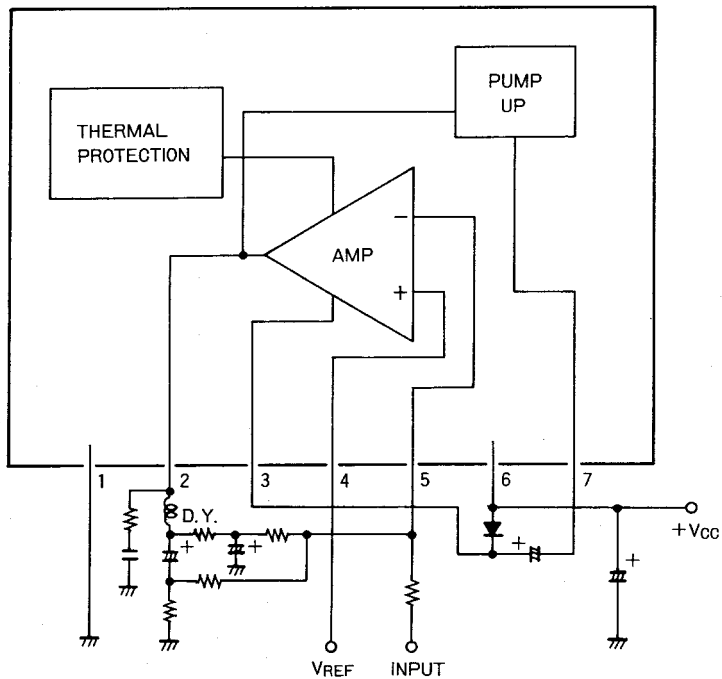 PUMP
UP
THERMAL
PROTECTION
−
AMP
+
1 2 3 4 5 6 7
D.Y.
+ +
+
+VCC
+
VREF INPUT